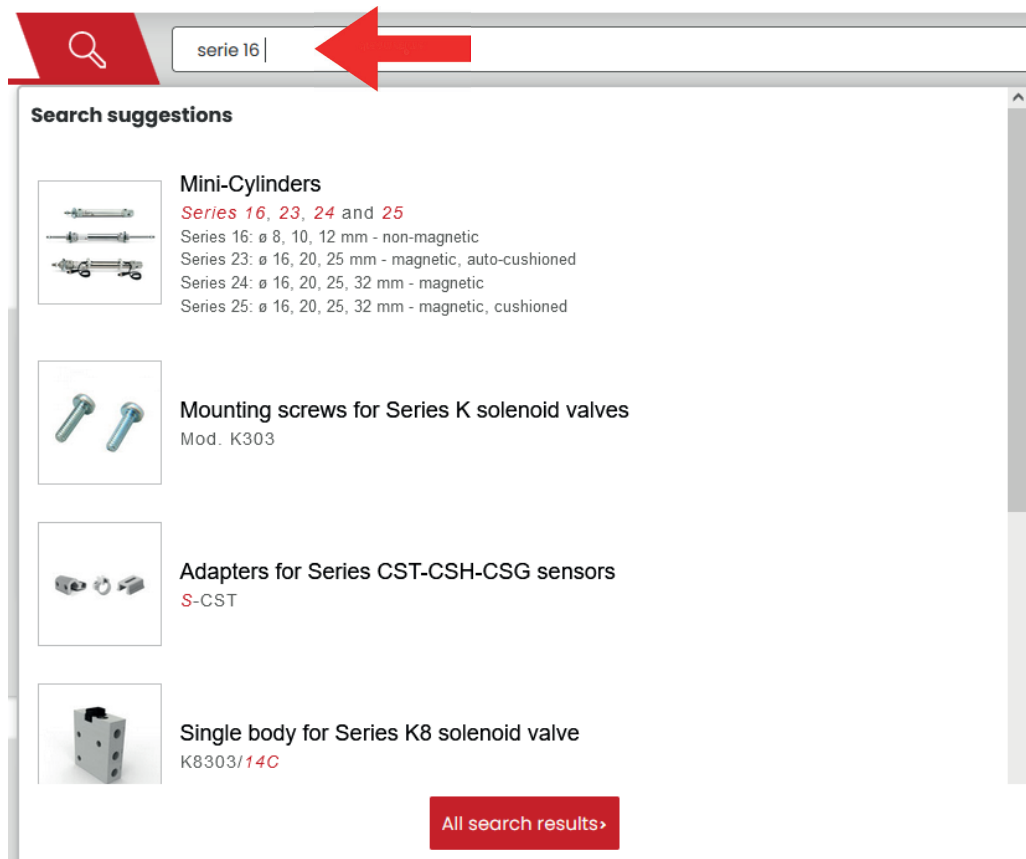 serie 16
Search suggestions
Mini-Cylinders
Series 16, 23, 24 and 25
Series 16: ø 8, 10, 12 mm - non-magnetic
Series 23: ø 16, 20, 25 mm - magnetic, auto-cushioned
Series 24: ø 16, 20, 25, 32 mm - magnetic
Series 25: ø 16, 20, 25, 32 mm - magnetic, cushioned
Mounting screws for Series K solenoid valves
Mod. K303
Adapters for Series CST-CSH-CSG sensors
S-CST
Single body for Series K8 solenoid valve
K8303/14C
All search results›